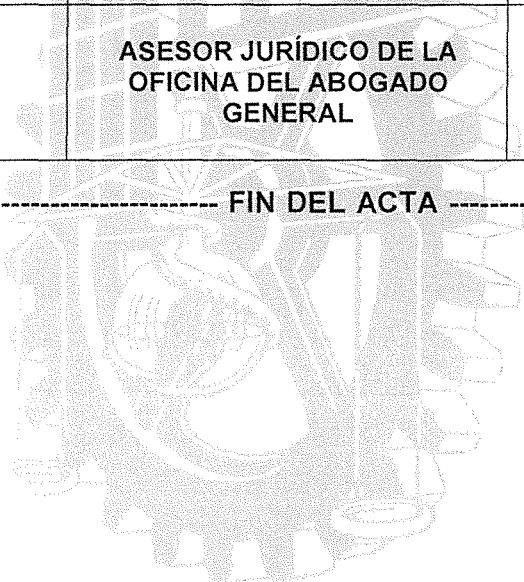 ASESOR JURÍDICO DE LA
OFICINA DEL ABOGADO
GENERAL
---------------------- FIN DEL ACTA --------